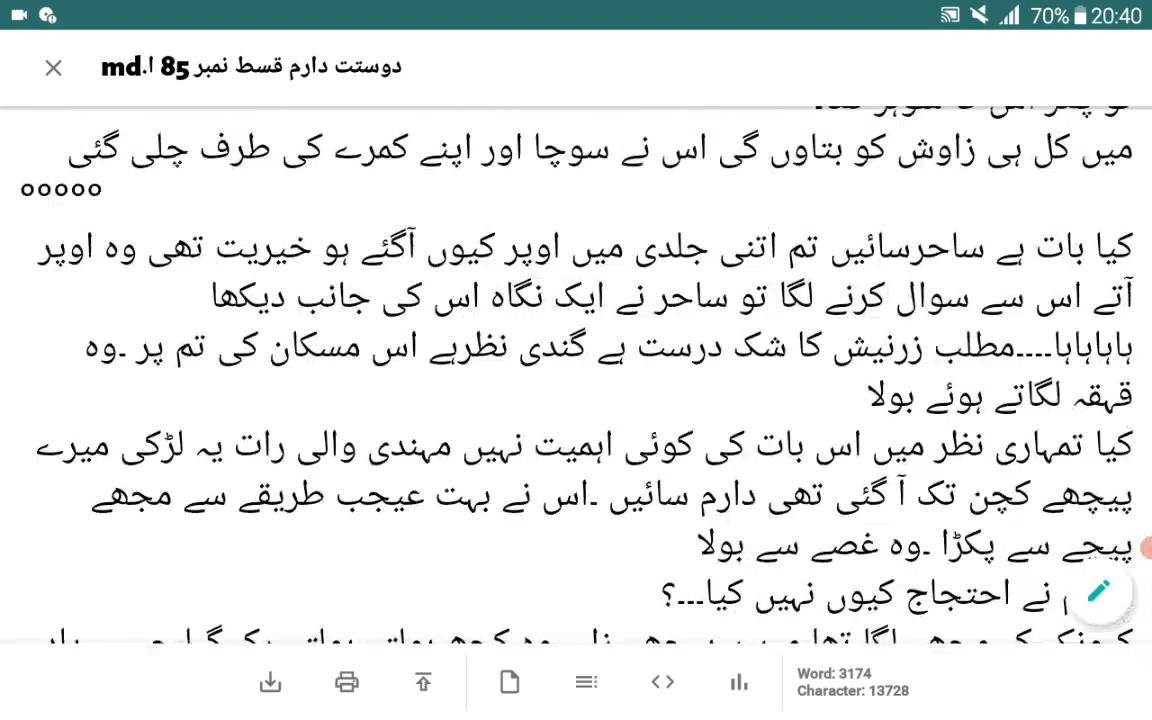 70% 20:40
دوستت دارم قسط نمبر 85 ا.md
میں کل ہی زاوش کو بتاوں گی اس نے سوچا اور اپنے کمرے کی طرف چلی گئی
ooooo
کیا بات ہے ساحرسائیں تم اتنی جلدی میں اوپر کیوں آگئے ہو خیریت تھی وہ اوپر
آتے اس سے سوال کرنے لگا تو ساحر نے ایک نگاہ اس کی جانب دیکھا
ہاہاہاہا....مطلب زرنیش کا شک درست ہے گندی نظرہے اس مسکان کی تم پر ۔وہ
قہقہ لگاتے ہوئے بولا
کیا تمہاری نظر میں اس بات کی کوئی اہمیت نہیں مہندی والی رات یہ لڑکی میرے
پیچھے کچن تک آ گئی تھی دارم سائیں ۔اس نے بہت عیجب طریقے سے مجھے
پیچے سے پکڑا ۔وہ غصے سے بولا
نے احتجاج کیوں نہیں کیا...؟
Word: 3174
Character: 13728